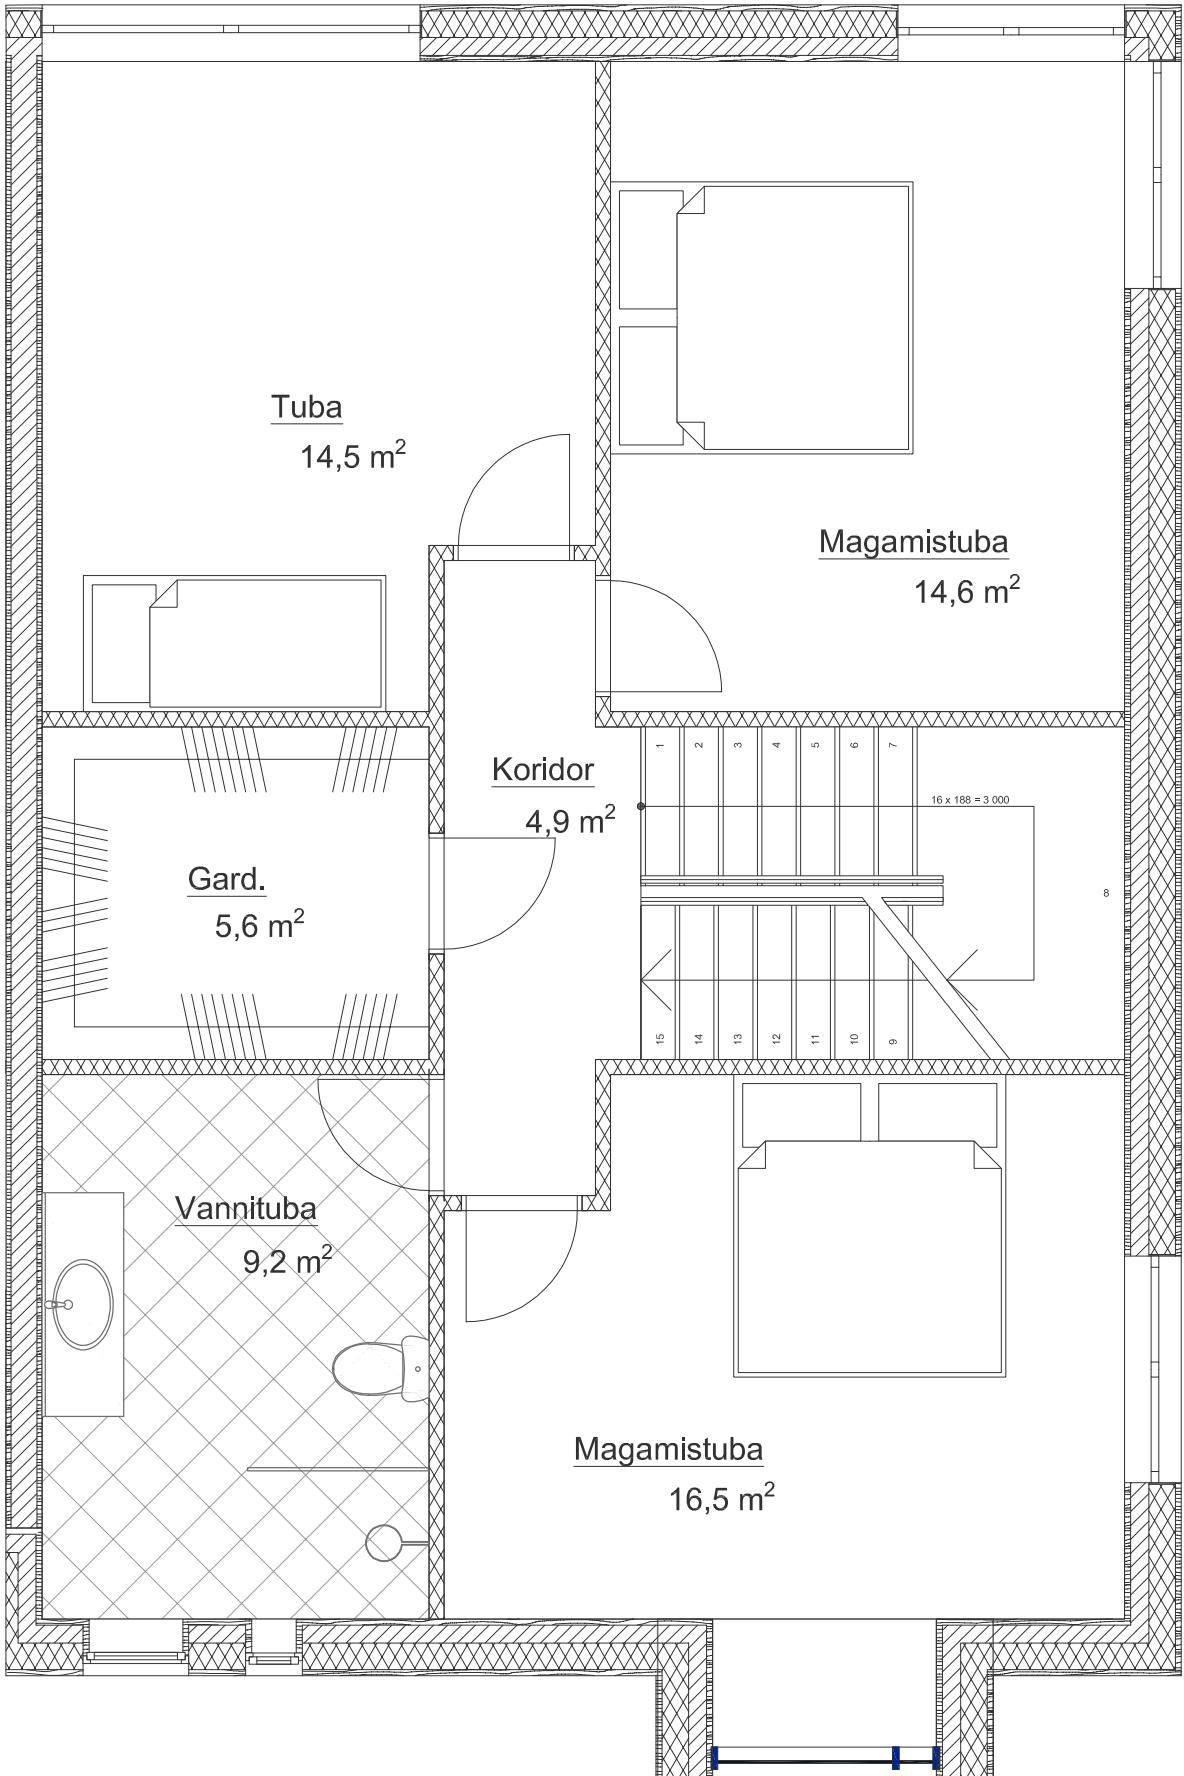 Tuba
14,5 m²
Magamistuba
14,6 m²
Koridor
4,9 m²
1 2 3 4 5 6 7
16 x 188 = 3 000
8
Gard.
5,6 m²
15 14 13 12 11 10 9
Vannituba
9,2 m²
Magamistuba
16,5 m²